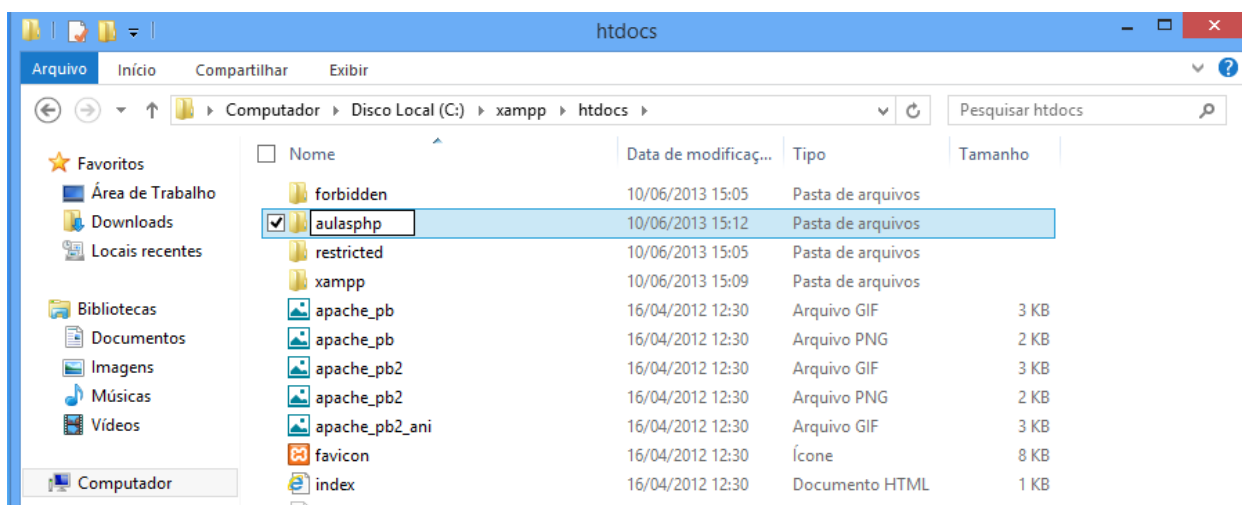 htdocs
Arquivo Início Compartilhar Exibir
Computador Disco Local (C:) xampp htdocs Pesquisar htdocs
Nome Data de modificaç... Tipo Tamanho
Favoritos
Área de Trabalho
Downloads
Locais recentes
Bibliotecas
Documentos
Imagens
Músicas
Vídeos
Computador
forbidden 10/06/2013 15:05 Pasta de arquivos
aulasphp 10/06/2013 15:12 Pasta de arquivos
restricted 10/06/2013 15:05 Pasta de arquivos
xampp 10/06/2013 15:09 Pasta de arquivos
apache_pb 16/04/2012 12:30 Arquivo GIF 3 KB
apache_pb 16/04/2012 12:30 Arquivo PNG 2 KB
apache_pb2 16/04/2012 12:30 Arquivo GIF 3 KB
apache_pb2 16/04/2012 12:30 Arquivo PNG 2 KB
apache_pb2_ani 16/04/2012 12:30 Arquivo GIF 3 KB
favicon 16/04/2012 12:30 Ícone 8 KB
index 16/04/2012 12:30 Documento HTML 1 KB